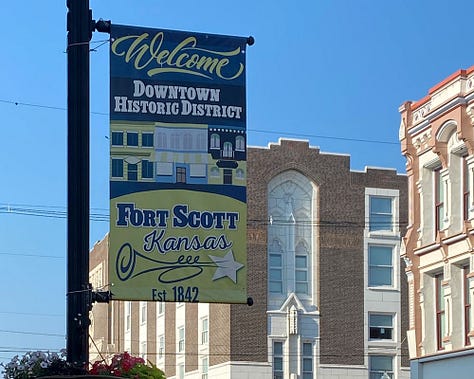 Welcome
DOWNTOWN
HISTORIC DISTRICT
FORT SCOTT
Kansas
Est. 1842